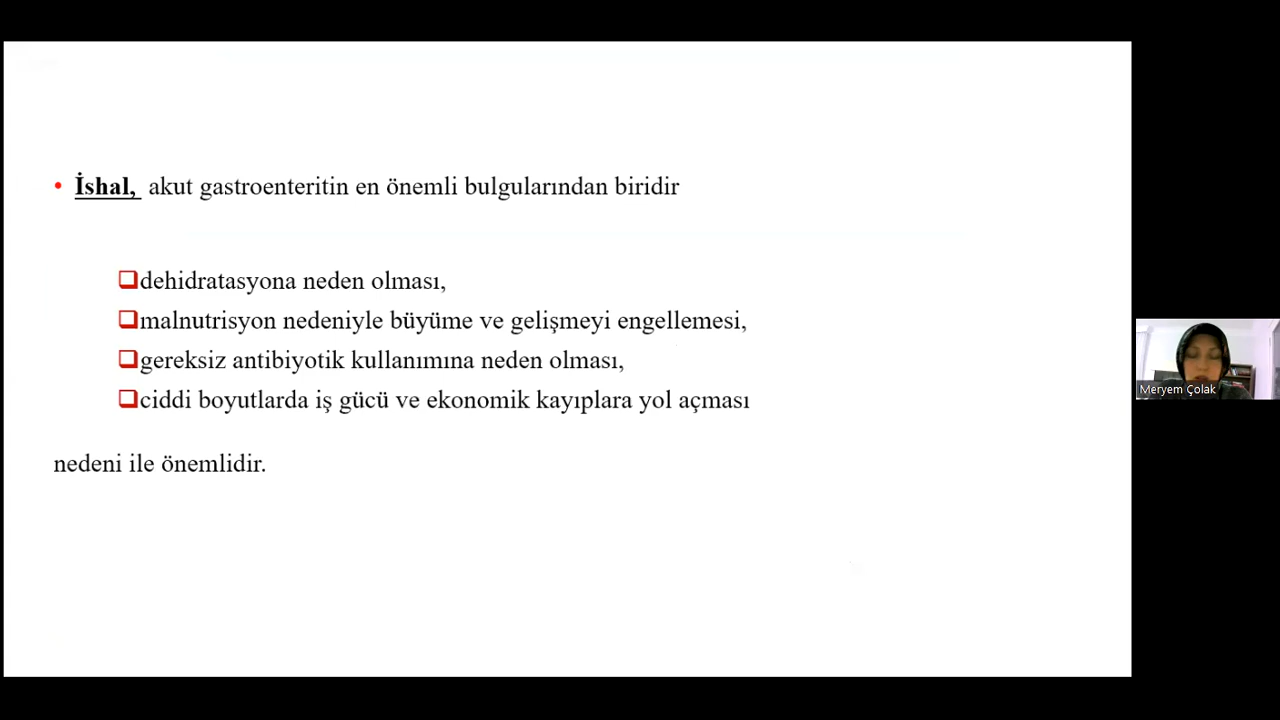 • İshal, akut gastroenteritin en önemli bulgularından biridir
❑dehidratasyona neden olması,
❑malnutrisyon nedeniyle büyüme ve gelişmeyi engellemesi,
❑gereksiz antibiyotik kullanımına neden olması,
❑ciddi boyutlarda iş gücü ve ekonomik kayıplara yol açması
nedeni ile önemlidir.
Meryem Çolak